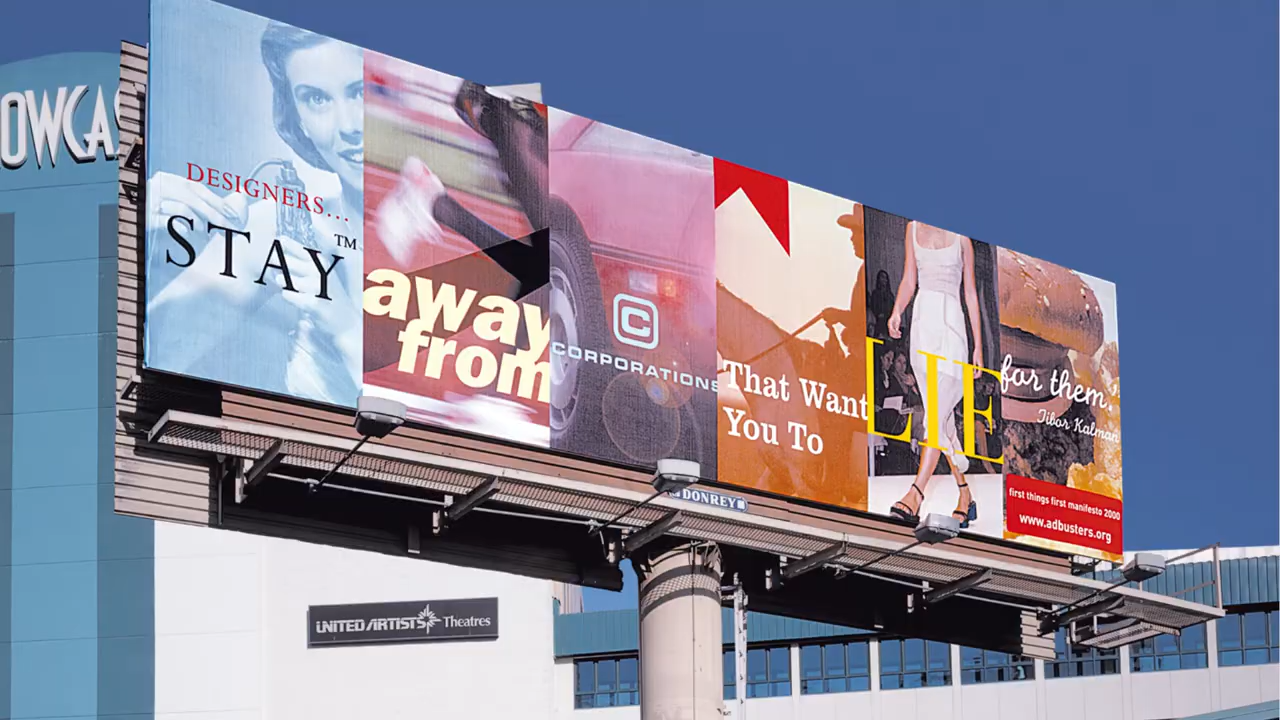 OWCA
DESIGNERS...
STAY™
away
from
C
CORPORATIONS
That Want
You To
LIE
for them."
Tibor Kalman
first things first manifesto 2000
www.adbusters.org
DONREY
UNITED ARTISTS Theatres